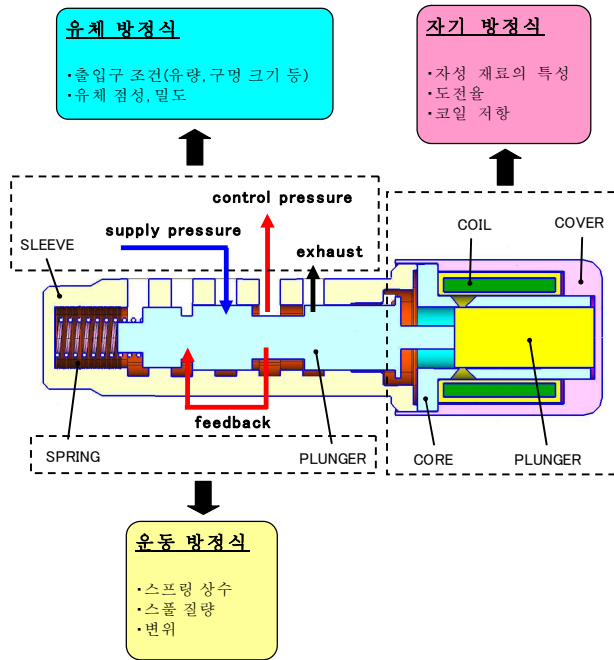 유체 방정식
·출입구 조건(유량, 구멍 크기 등)
·유체 점성, 밀도
자기 방정식
·자성 재료의 특성
·도전율
·코일 저항
control pressure
supply pressure
exhaust
SLEEVE
COIL
COVER
feedback
SPRING
PLUNGER
CORE
PLUNGER
운동 방정식
·스프링 상수
·스풀 질량
·변위